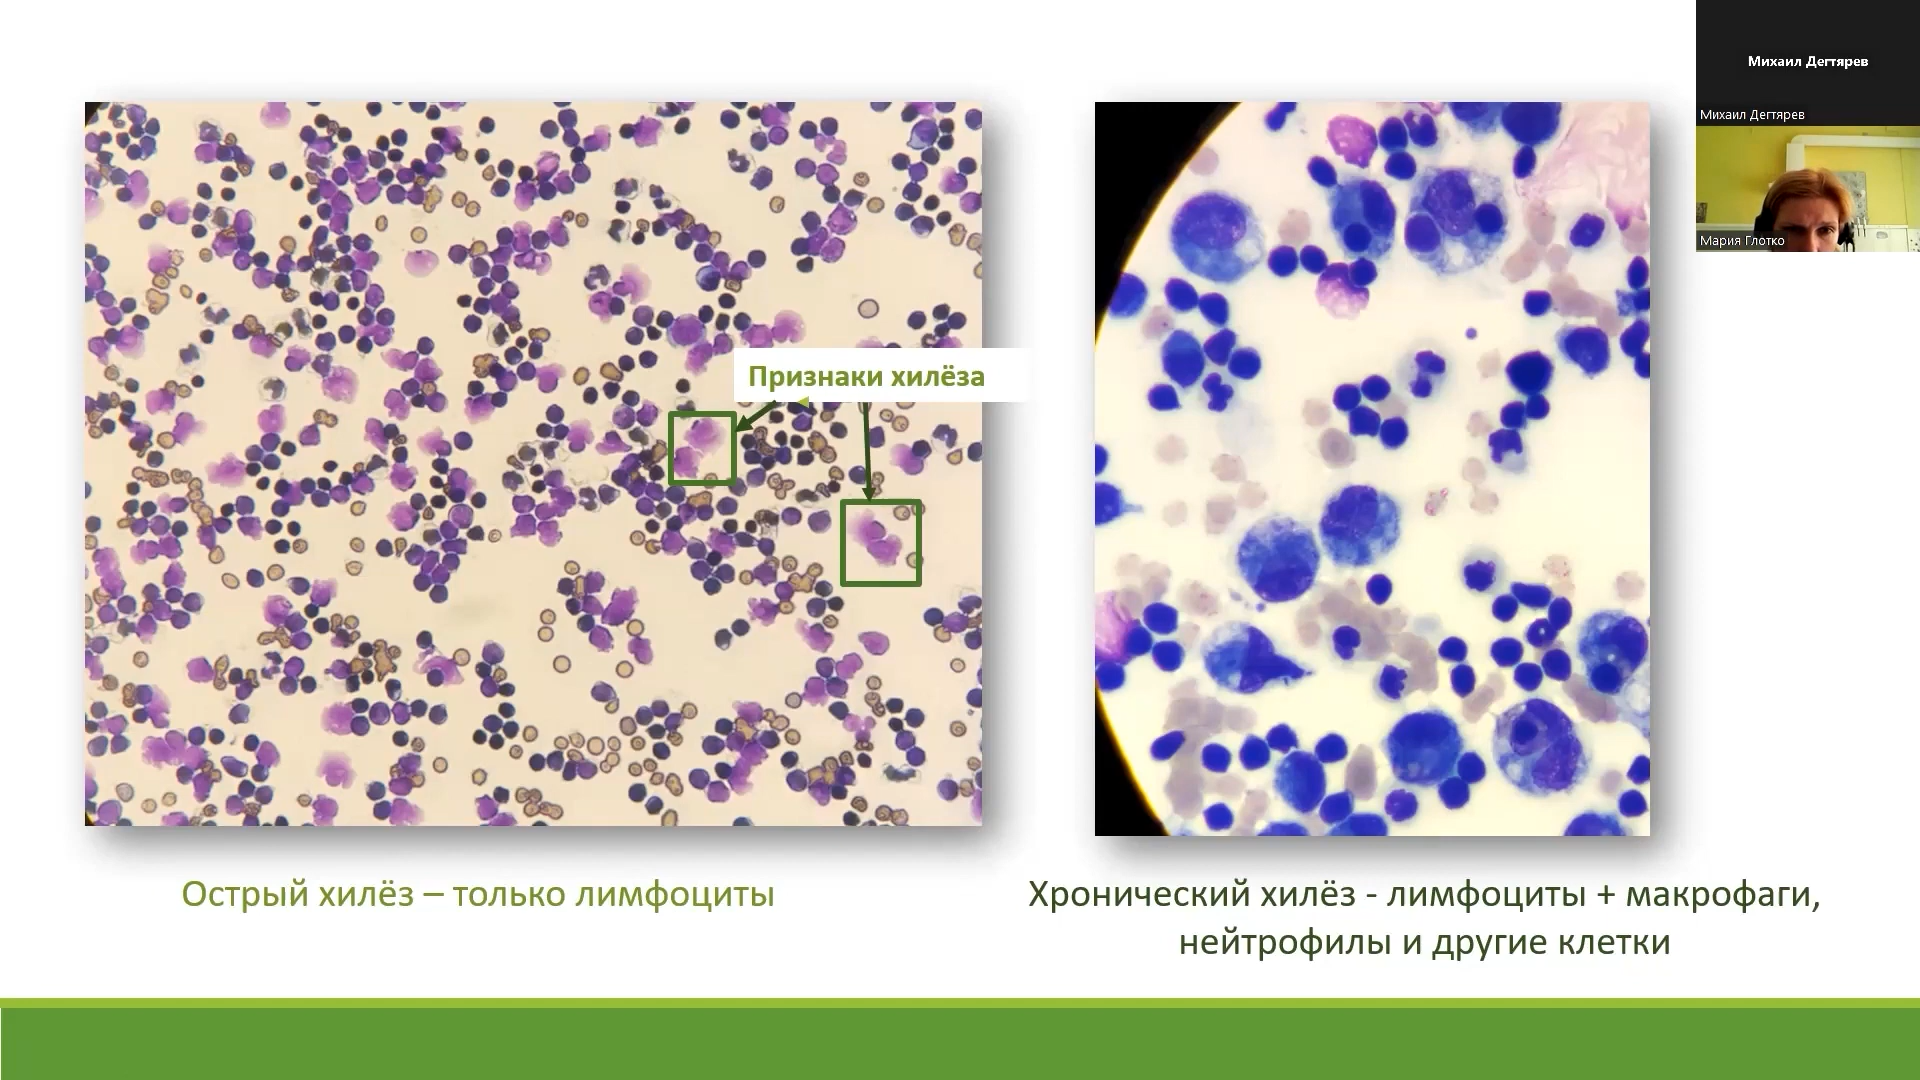 Михаил Дегтярев
Михаил Дегтярев
Мария Глотко
Признаки хилёза
Острый хилёз – только лимфоциты
Хронический хилёз - лимфоциты + макрофаги,
нейтрофилы и другие клетки